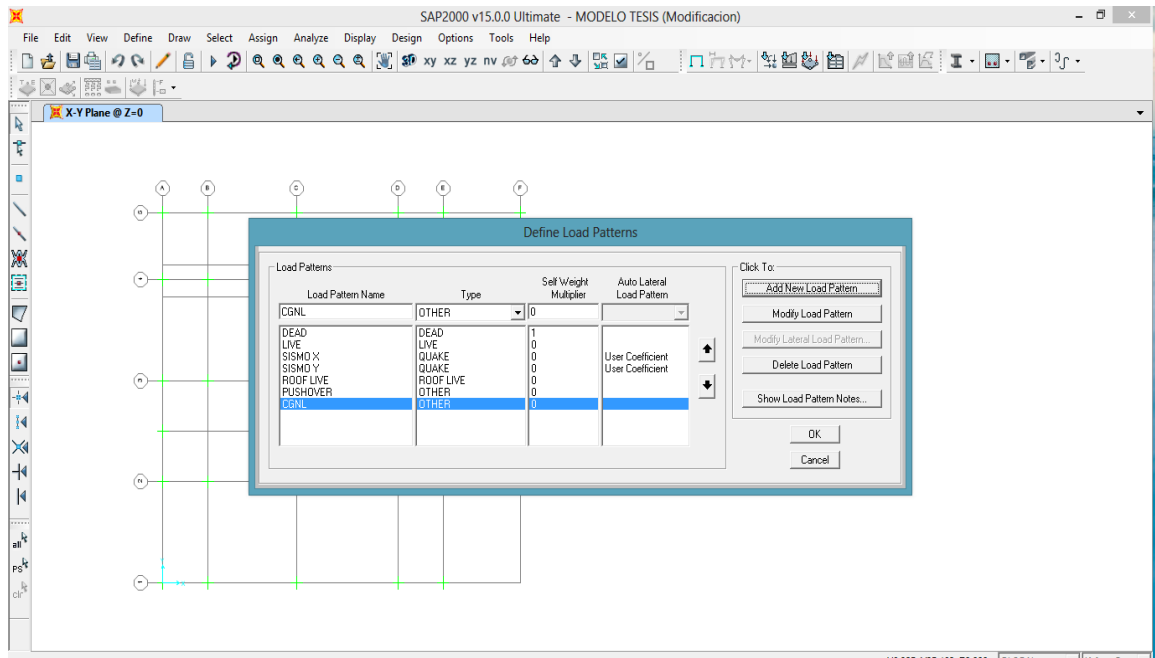 SAP2000 v15.0.0 Ultimate - MODELO TESIS (Modificacion)
File Edit View Define Draw Select Assign Analyze Display Design Options Tools Help
3D xy xz yz nv
X-Y Plane @ Z=0
A B C D E F
Define Load Patterns
Load Patterns
Click To:
Load Pattern Name Type Self Weight Multiplier Auto Lateral Load Pattern
CGNL OTHER 0
DEAD DEAD 1
LIVE LIVE 0
SISMO X QUAKE 0 User Coefficient
SISMO Y QUAKE 0 User Coefficient
ROOF LIVE ROOF LIVE 0
PUSHOVER OTHER 0
CGNL OTHER 0
Add New Load Pattern
Modify Load Pattern
Modify Lateral Load Pattern...
Delete Load Pattern
Show Load Pattern Notes...
OK
Cancel
all
PS
clr